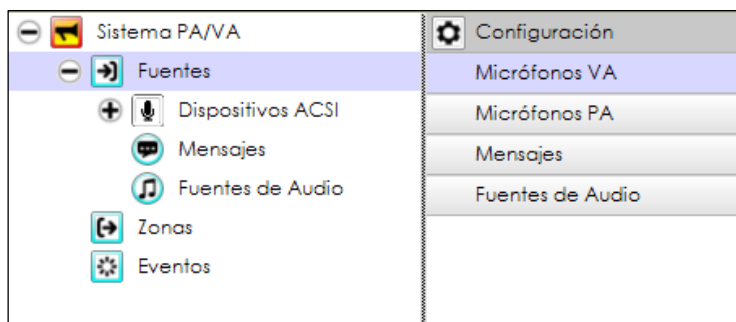 Sistema PA/VA
Fuentes
Dispositivos ACSI
Mensajes
Fuentes de Audio
Zonas
Eventos
Configuración
Micrófonos VA
Micrófonos PA
Mensajes
Fuentes de Audio